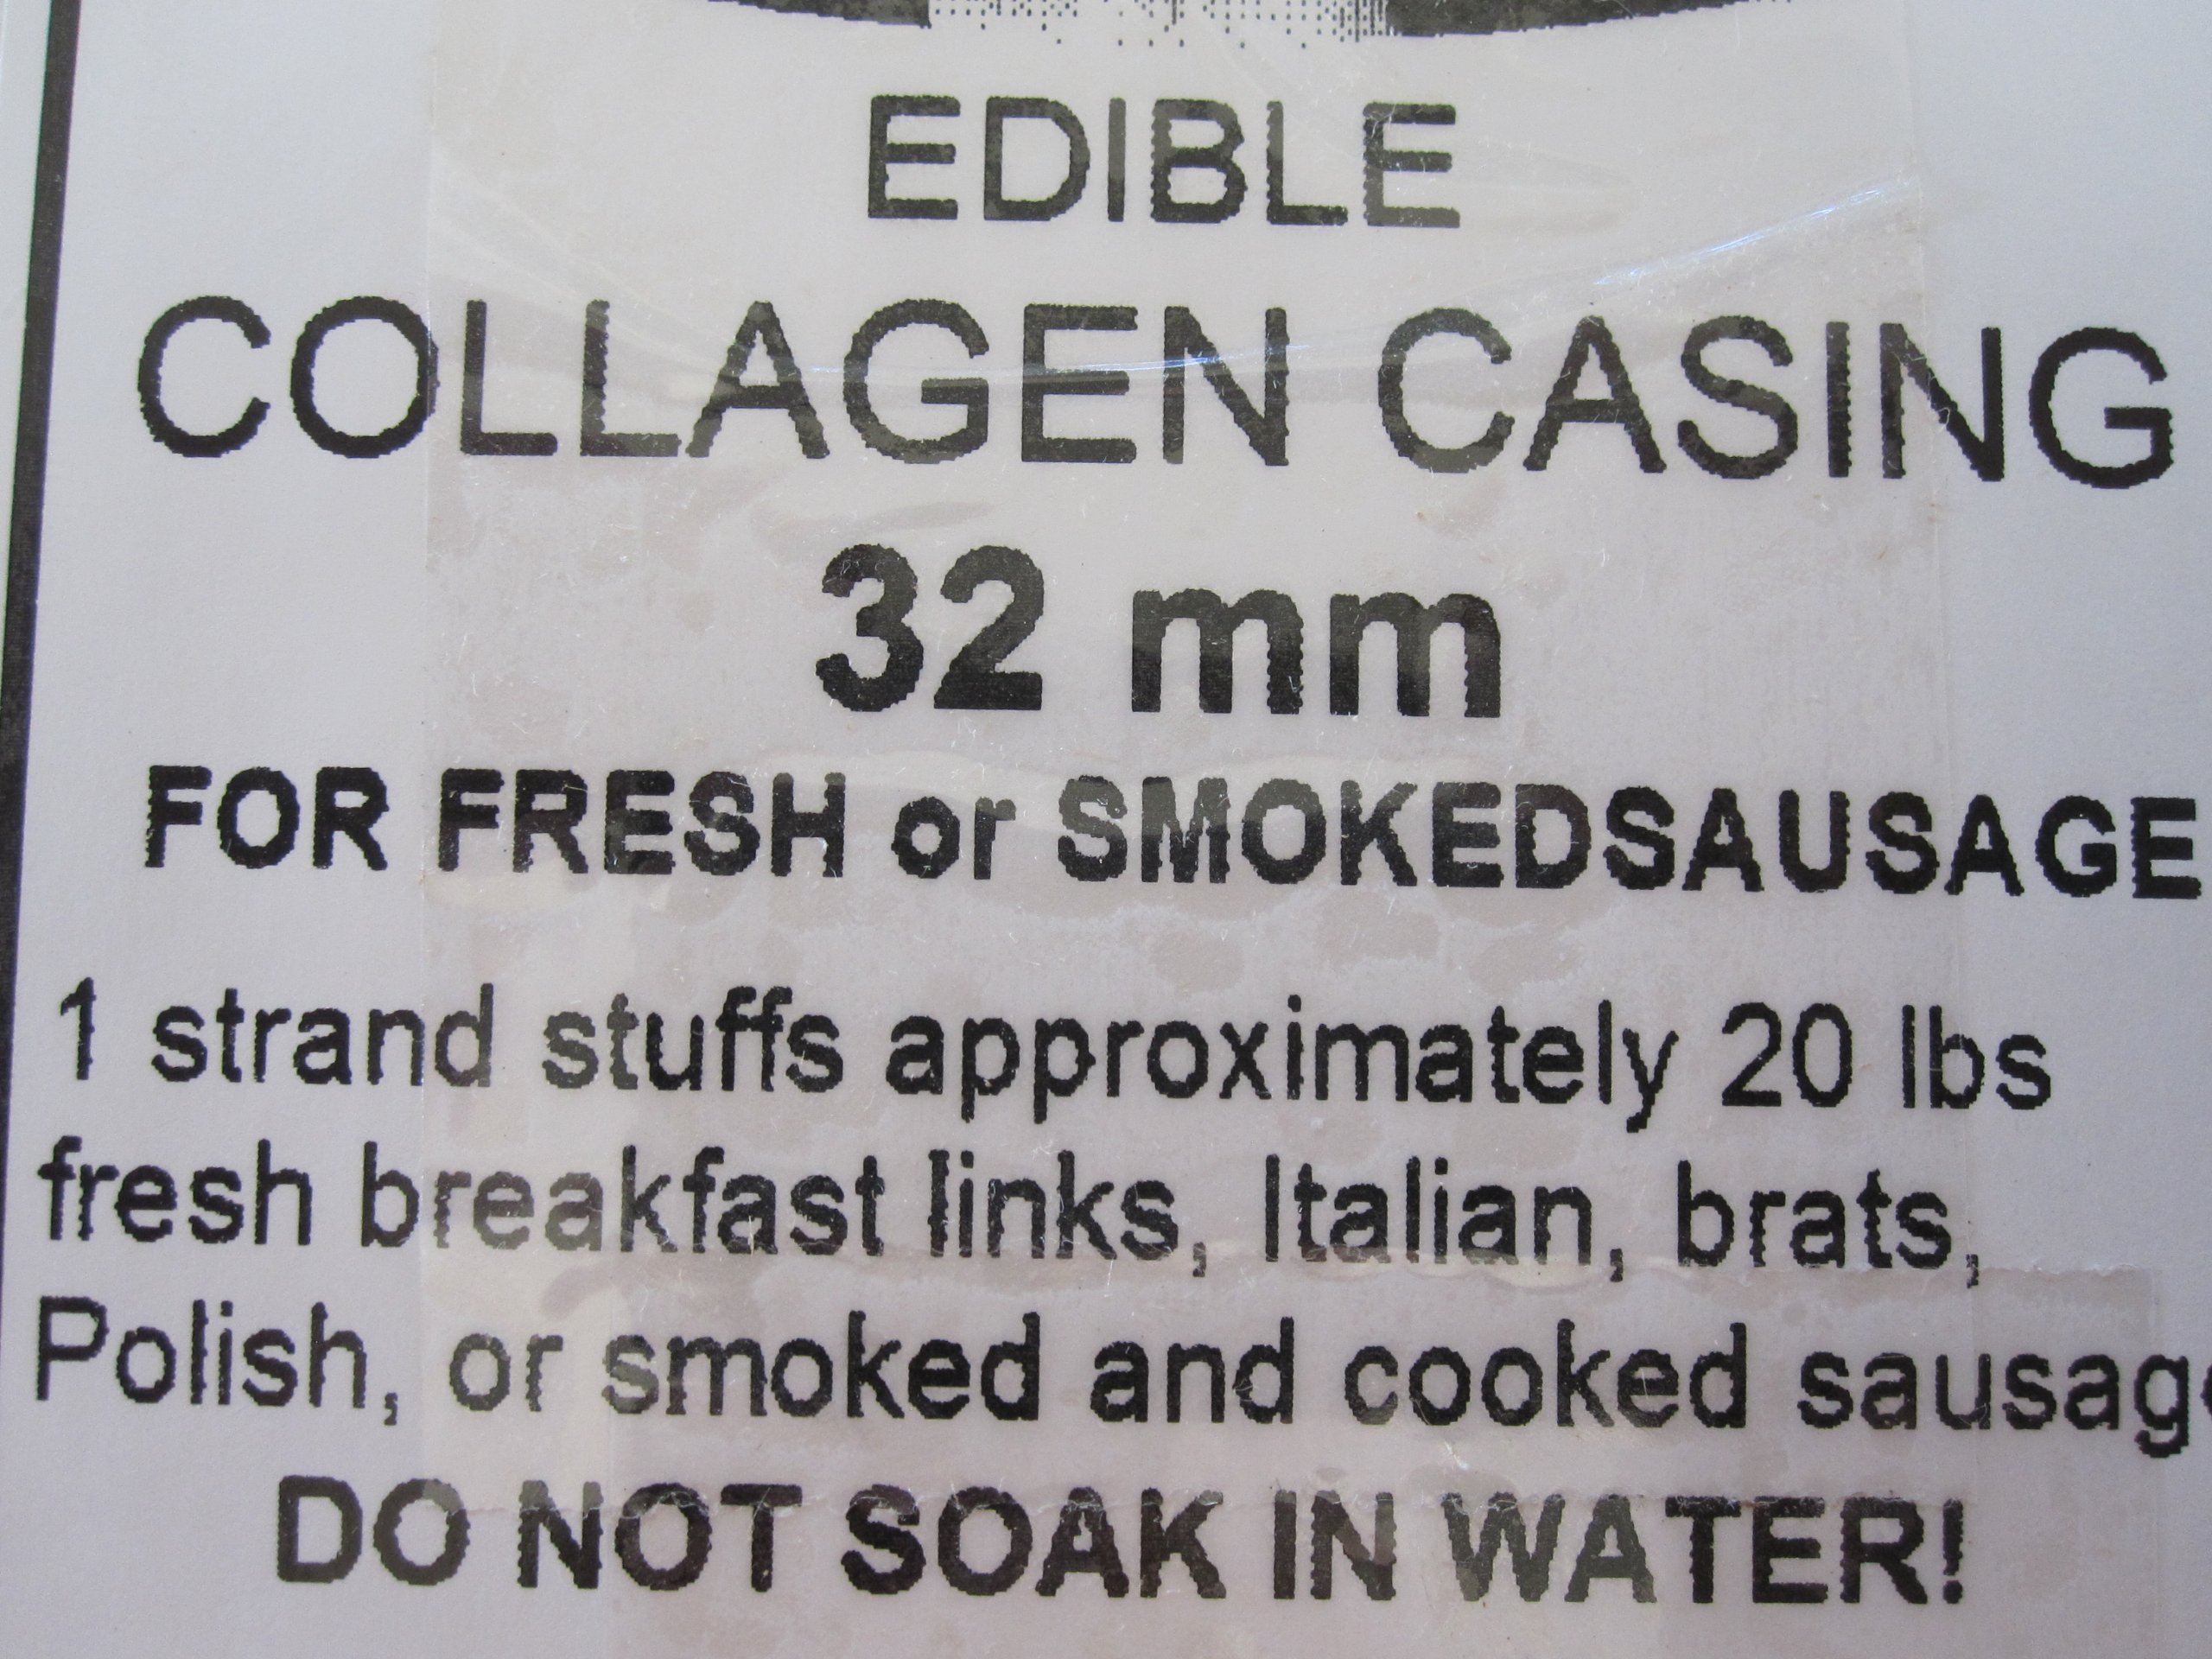 EDIBLE
COLLAGEN CASING
32 mm
FOR FRESH or SMOKEDSAUSAGE
1 strand stuffs approximately 20 lbs
fresh breakfast links, Italian, brats,
Polish, or smoked and cooked sausage
DO NOT SOAK IN WATER!